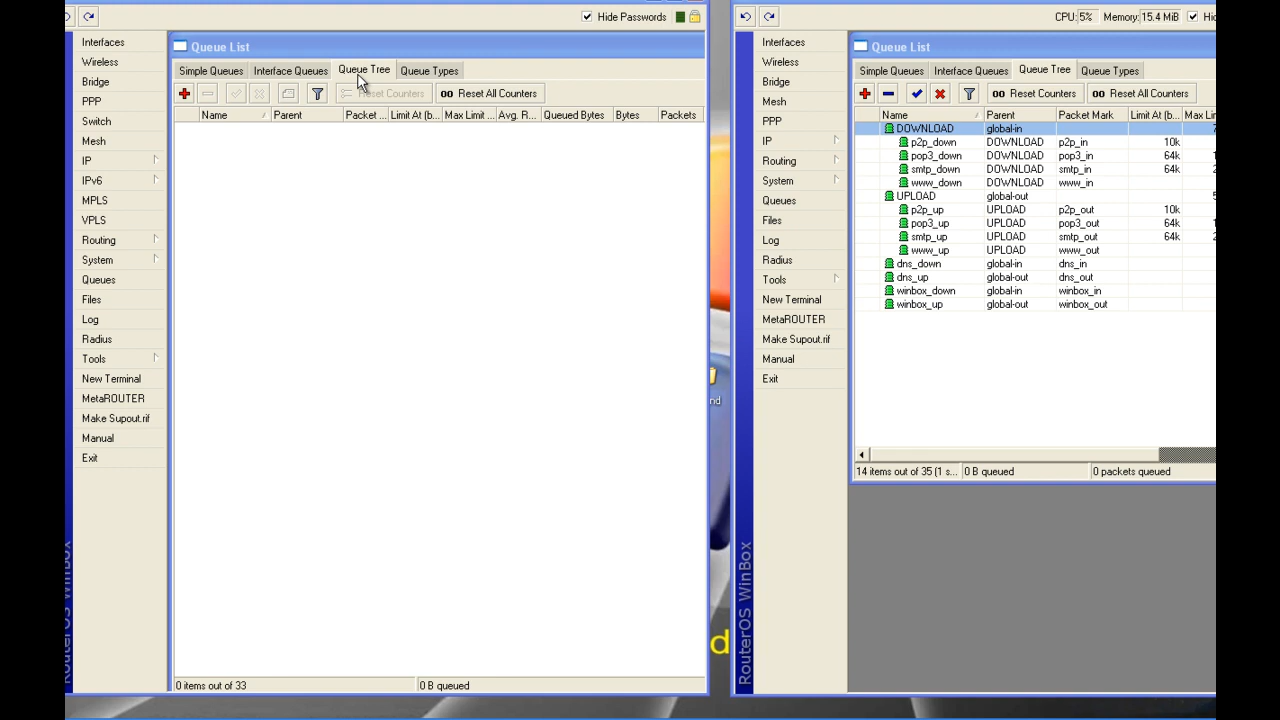 Hide Passwords
Interfaces
Wireless
Bridge
PPP
Switch
Mesh
IP
IPv6
MPLS
VPLS
Routing
System
Queues
Files
Log
Radius
Tools
New Terminal
MetaROUTER
Make Supout.rif
Manual
Exit
RouterOS WinBox
Queue List
Simple Queues Interface Queues Queue Tree Queue Types
Reset Counters 00 Reset All Counters
Name Parent Packet ... Limit At (b... Max Limit ... Avg. R... Queued Bytes Bytes Packets
0 items out of 33 0 B queued
nd
d
CPU: 5% Memory: 15.4 MiB
Interfaces
Wireless
Bridge
Mesh
PPP
IP
Routing
System
Queues
Files
Log
Radius
Tools
New Terminal
MetaROUTER
Make Supout.rif
Manual
Exit
RouterOS WinBox
Queue List
Simple Queues Interface Queues Queue Tree Queue Types
00 Reset Counters 00 Reset All Counters
Name Parent Packet Mark Limit At (b... Max Lim
DOWNLOAD global-in
p2p_down DOWNLOAD p2p_in 10k
pop3_down DOWNLOAD pop3_in 64k
smtp_down DOWNLOAD smtp_in 64k
www_down DOWNLOAD www_in
UPLOAD global-out
p2p_up UPLOAD p2p_out 10k
pop3_up UPLOAD pop3_out 64k
smtp_up UPLOAD smtp_out 64k
www_up UPLOAD www_out
dns_down global-in dns_in
dns_up global-out dns_out
winbox_down global-in winbox_in
winbox_up global-out winbox_out
14 items out of 35 (1 s... 0 B queued 0 packets queued